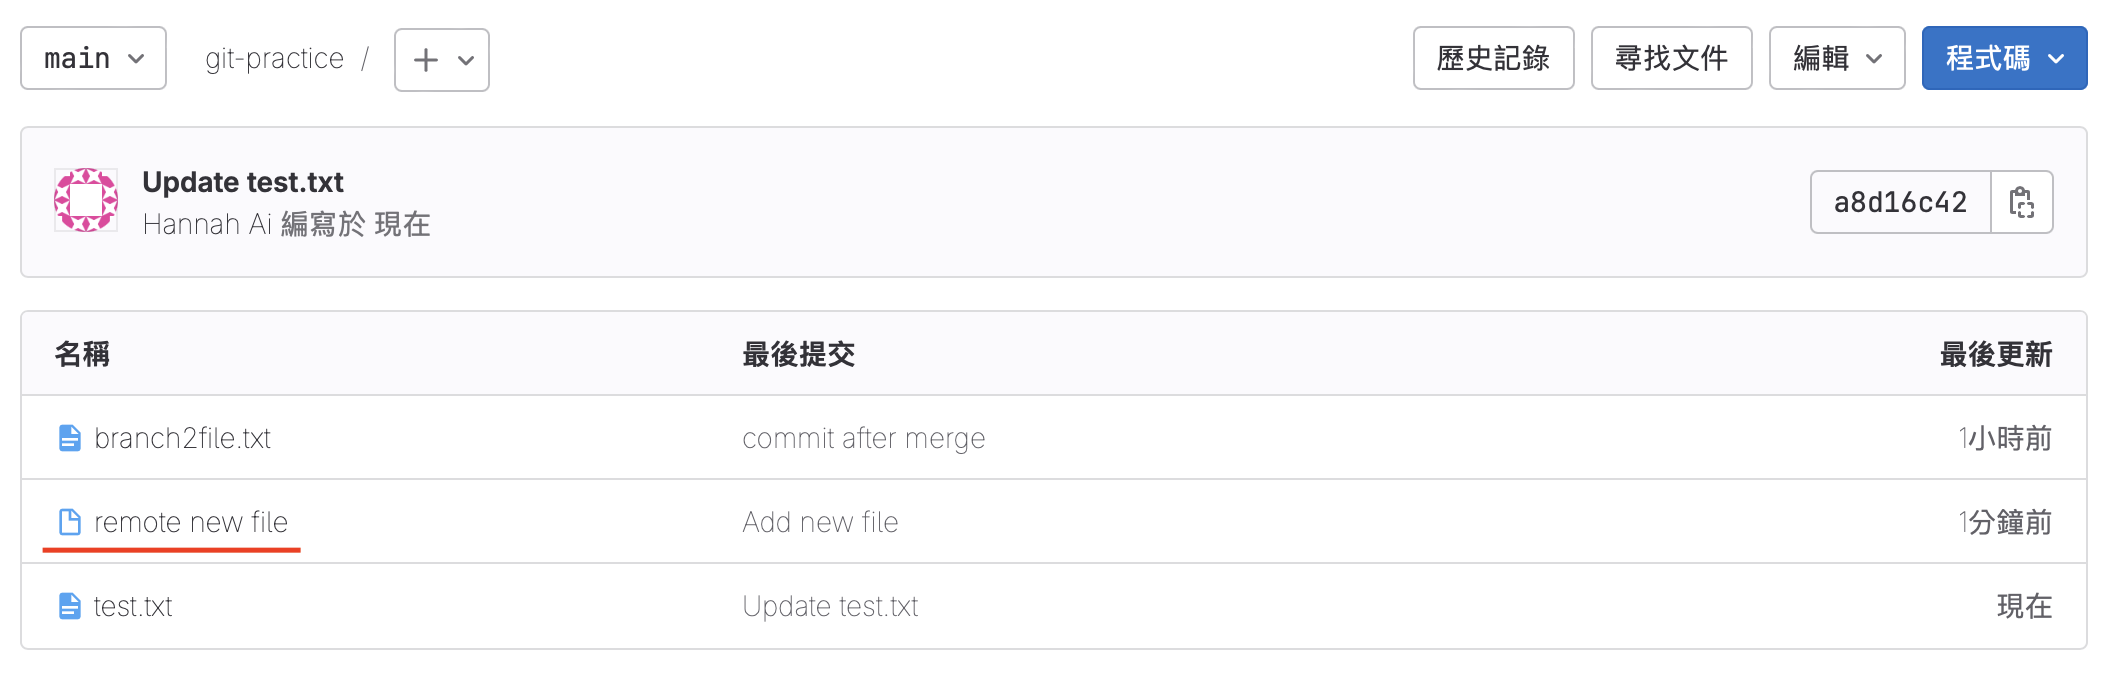 main git-practice / + 歷史記錄 尋找文件 編輯 程式碼
Update test.txt
Hannah Ai 編寫於 現在
a8d16c42
名稱 最後提交 最後更新
branch2file.txt commit after merge 1小時前
remote new file Add new file 1分鐘前
test.txt Update test.txt 現在